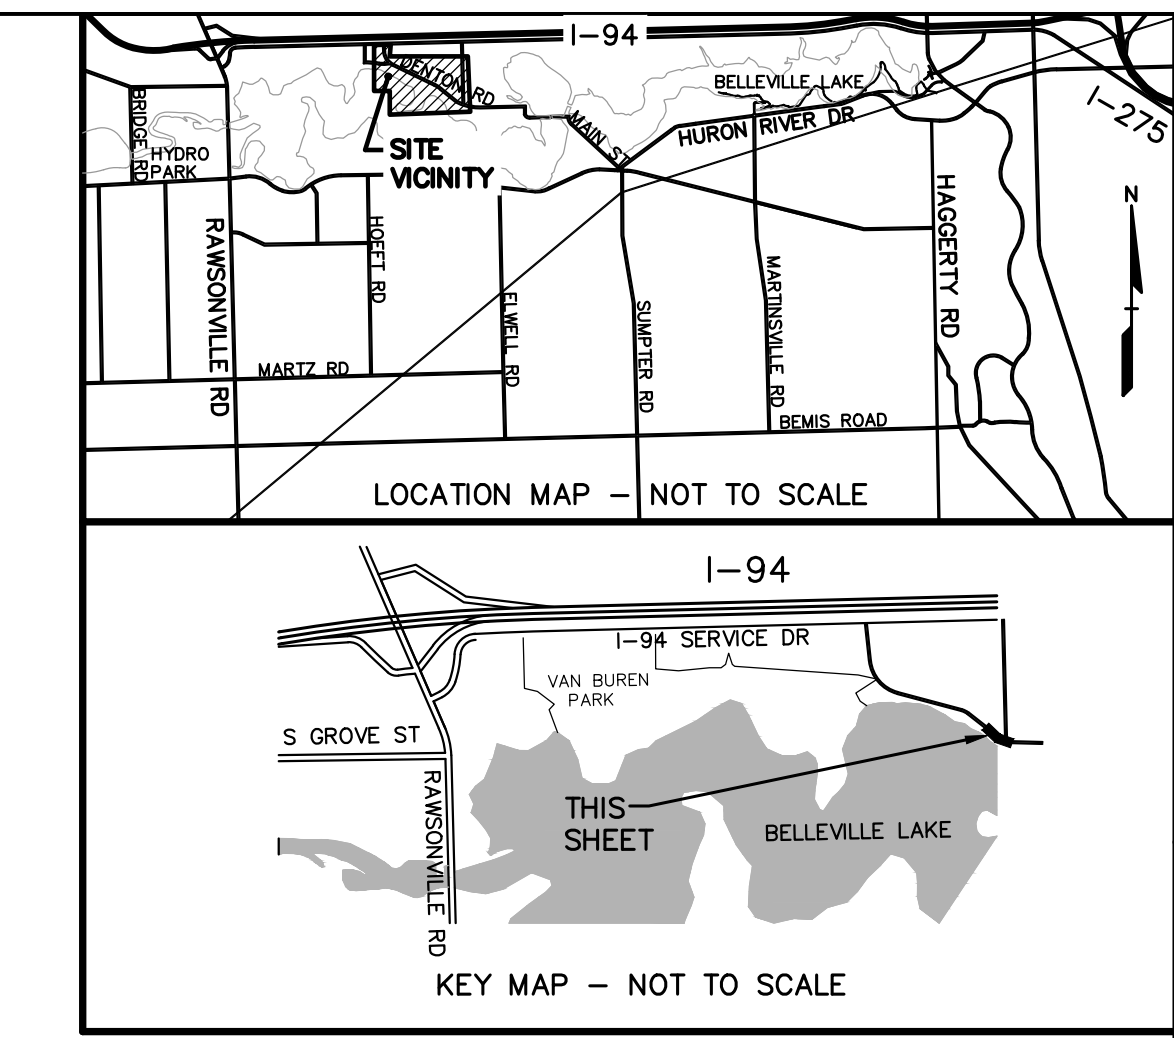 I-94
DENTON RD
BELLEVILLE LAKE
I-275
BRIDGE RD
HYDRO
PARK
MAIN ST
HURON RIVER DR
SITE
VICINITY
N
RAWSONVILLE RD
HOEFT RD
HAGGERTY RD
ELWELL RD
SUMPTER RD
MARTINSVILLE RD
MARTZ RD
BEMIS ROAD
LOCATION MAP - NOT TO SCALE
I-94
I-94 SERVICE DR
VAN BUREN
PARK
S GROVE ST
RAWSONVILLE RD
THIS
SHEET
BELLEVILLE LAKE
KEY MAP - NOT TO SCALE